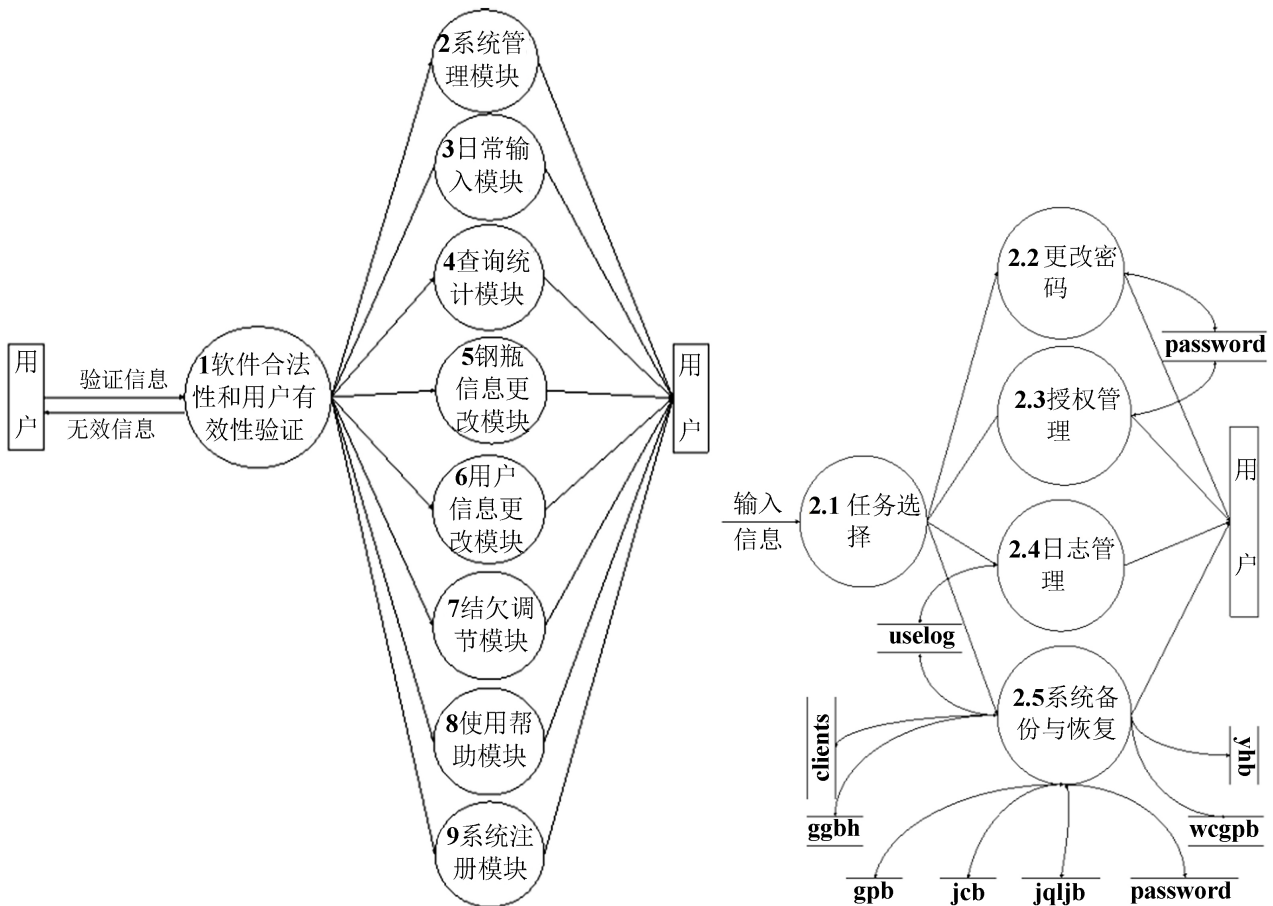 2系统管
理模块
3日常输
入模块
4查询统
计模块
5钢瓶
信息更
改模块
6用户
信息更
改模块
7结欠调
节模块
8使用帮
助模块
9系统注
册模块
用
户
验证信息
无效信息
1软件合法
性和用户有
效性验证
用
户
2.2更改密
码
password
2.3授权管
理
输入
信息
2.1 任务选
择
2.4日志管
理
用
户
uselog
2.5系统备
份与恢复
clients
yhb
ggbh
wcgpb
gpb
jcb
jqljb
password